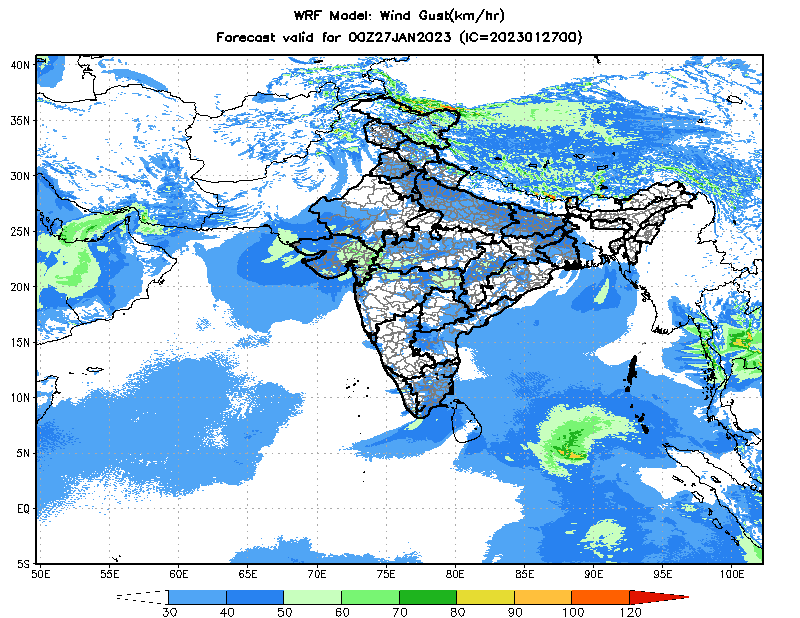 WRF Model: Wind Gust(km/hr)
Forecast valid for 00Z27JAN2023 (IC=2023012700)
40N
35N
30N
25N
20N
15N
10N
5N
EQ
5S
50E 55E 60E 65E 70E 75E 80E 85E 90E 95E 100E
30 40 50 60 70 80 90 100 120